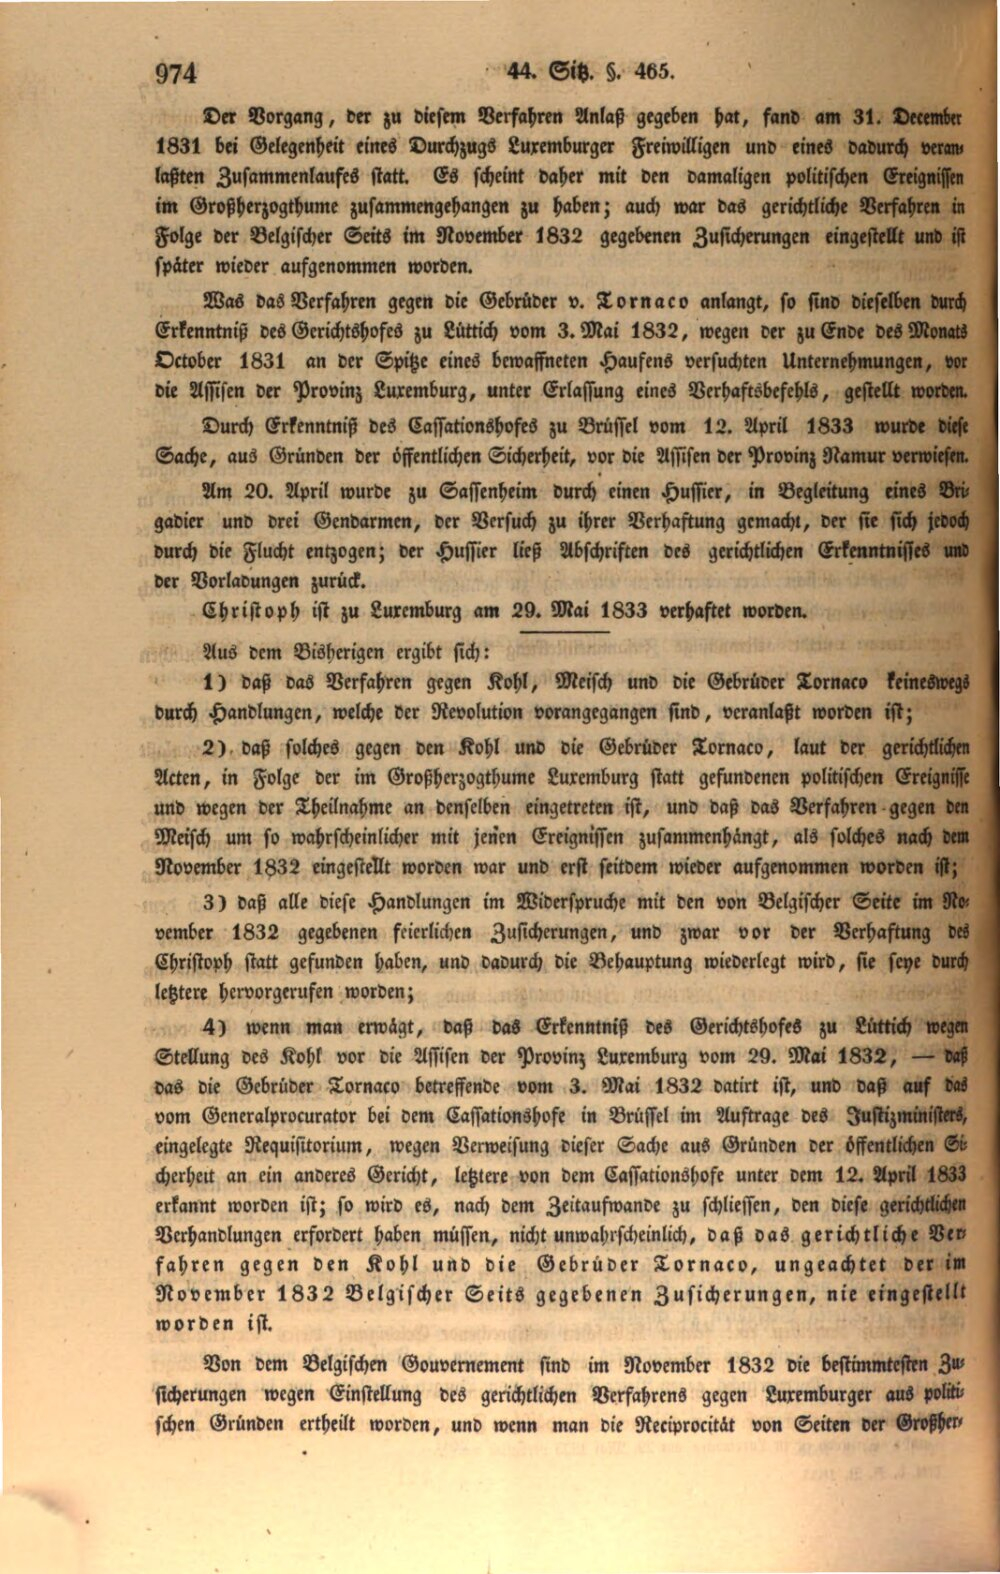 974
44. Sitz. §. 465.
Der Vorgang, der zu diesem Verfahren Anlaß gegeben hat, fand am 31. December
1831 bei Gelegenheit eines Durchzugs Luxemburger Freiwilligen und eines dadurch veran-
laßten Zusammenlaufes statt. Es scheint daher mit den damaligen politischen Ereignissen
im Großherzogthume zusammengehangen zu haben; auch war das gerichtliche Verfahren in
Folge der Belgischer Seits im November 1832 gegebenen Zusicherungen eingestellt und ist
später wieder aufgenommen worden.
Was das Verfahren gegen die Gebrüder v. Tornaco anlangt, so sind dieselben durch
Erkenntniß des Gerichtshofes zu Lüttich vom 3. Mai 1832, wegen der zu Ende des Monats
October 1831 an der Spitze eines bewaffneten Haufens versuchten Unternehmungen, vor
die Assisen der Provinz Luxemburg, unter Erlassung eines Verhaftsbefehls, gestellt worden.
Durch Erkenntniß des Cassationshofes zu Brüssel vom 12. April 1833 wurde diese
Sache, aus Gründen der öffentlichen Sicherheit, vor die Assisen der Provinz Namur verwiesen.
Am 20. April wurde zu Sassenheim durch einen Hussier, in Begleitung eines Bri-
gadier und drei Gendarmen, der Versuch zu ihrer Verhaftung gemacht, der sie sich jedoch
durch die Flucht entzogen; der Hussier ließ Abschriften des gerichtlichen Erkenntnisses und
der Vorladungen zurück.
Christoph ist zu Luxemburg am 29. Mai 1833 verhaftet worden.
Aus dem Bisherigen ergibt sich:
1) daß das Verfahren gegen Kohl, Meisch und die Gebrüder Tornaco keineswegs
durch Handlungen, welche der Revolution vorangegangen sind, veranlaßt worden ist;
2) daß solches gegen den Kohl und die Gebrüder Tornaco, laut der gerichtlichen
Acten, in Folge der im Großherzogthume Luxemburg statt gefundenen politischen Ereignisse
und wegen der Theilnahme an denselben eingetreten ist, und daß das Verfahren gegen den
Meisch um so wahrscheinlicher mit jenen Ereignissen zusammenhängt, als solches nach dem
November 1832 eingestellt worden war und erst seitdem wieder aufgenommen worden ist;
3) daß alle diese Handlungen im Widerspruche mit den von Belgischer Seite im No-
vember 1832 gegebenen feierlichen Zusicherungen, und zwar vor der Verhaftung des
Christoph statt gefunden haben, und dadurch die Behauptung wiederlegt wird, sie seye durch
letztere hervorgerufen worden;
4) wenn man erwägt, daß das Erkenntniß des Gerichtshofes zu Lüttich wegen
Stellung des Kohl vor die Assisen der Provinz Luxemburg vom 29. Mai 1832, — daß
das die Gebrüder Tornaco betreffende vom 3. Mai 1832 datirt ist, und daß auf das
vom Generalprocurator bei dem Cassationshofe in Brüssel im Auftrage des Justizministers,
eingelegte Requisitorium, wegen Verweisung dieser Sache aus Gründen der öffentlichen Si-
cherheit an ein anderes Gericht, letztere von dem Cassationshofe unter dem 12. April 1833
erkannt worden ist; so wird es, nach dem Zeitaufwande zu schliessen, den diese gerichtlichen
Verhandlungen erfordert haben müssen, nicht unwahrscheinlich, daß das gerichtliche Ver-
fahren gegen den Kohl und die Gebrüder Tornaco, ungeachtet der im
November 1832 Belgischer Seits gegebenen Zusicherungen, nie eingestellt
worden ist.
Von dem Belgischen Gouvernement sind im November 1832 die bestimmtesten Zu-
sicherungen wegen Einstellung des gerichtlichen Verfahrens gegen Luxemburger aus politi-
schen Gründen ertheilt worden, und wenn man die Reciprocität von Seiten der Großher-